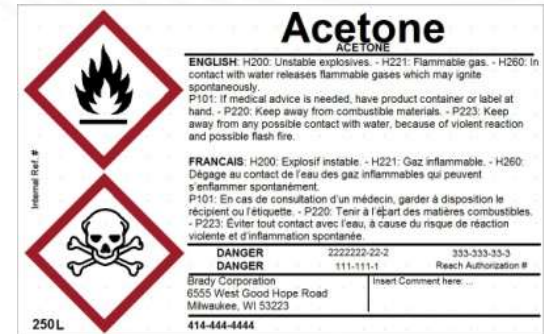 Acetone
ACETONE
ENGLISH: H200: Unstable explosives. - H221: Flammable gas. - H260: In
contact with water releases flammable gases which may ignite
spontaneously.
P101: If medical advice is needed, have product container or label at
hand. - P220: Keep away from combustible materials. - P223: Keep
away from any possible contact with water, because of violent reaction
and possible flash fire.
FRANCAIS: H200: Explosif instable. - H221: Gaz inflammable. - H260:
Dégage au contact de l'eau des gaz inflammables qui peuvent
s'enflammer spontanément.
P101: En cas de consultation d'un médecin, garder à disposition le
récipient ou l'étiquette. - P220: Tenir à l'écart des matières combustibles.
- P223: Éviter tout contact avec l'eau, à cause du risque de réaction
violente et d'inflammation spontanée.
DANGER 2222222-22-2 333-333-33-3
DANGER 111-111-1 Reach Authorization #
Brady Corporation Insert Comment here: ...
6555 West Good Hope Road
Milwaukee, WI 53223
414-444-4444
250L
Internal Ref. #